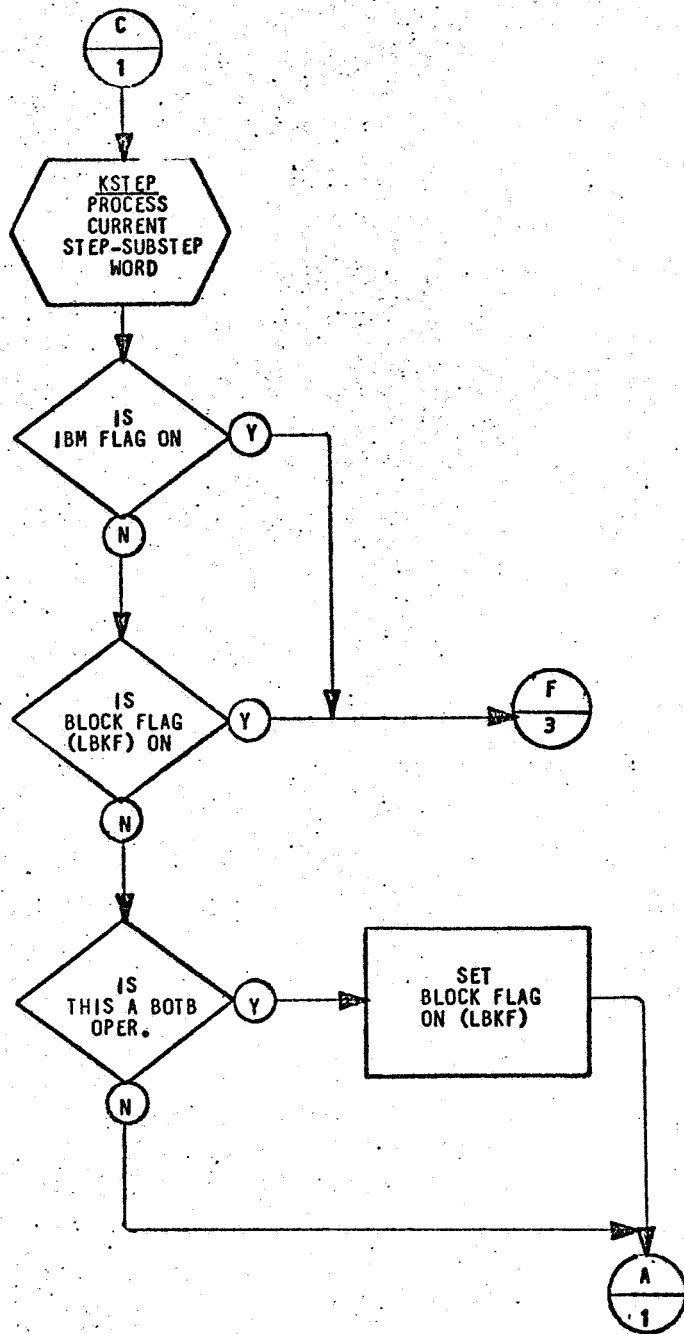 C
1
KSTEP
PROCESS
CURRENT
STEP-SUBSTEP
WORD
IS
IBM FLAG ON
Y
N
IS
BLOCK FLAG
(LBKF) ON
Y
F
3
N
IS
THIS A BOTB
OPER.
Y
SET
BLOCK FLAG
ON (LBKF)
N
A
1